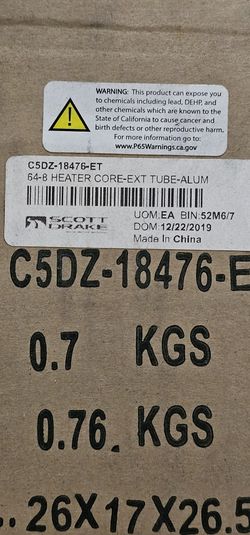 WARNING: This product can expose you
to chemicals including lead, DEHP, and
other chemicals which are known to the
State of California to cause cancer and
birth defects or other reproductive harm.
For more information go to:
www.P65Warnings.ca.gov
C5DZ-18476-ET
64-8 HEATER CORE-EXT TUBE-ALUM
SCOTT
DRAKE
UOM:EA BIN:52M6/7
DOM:12/22/2019
Made In China
C5DZ-18476-E
0.7 KGS
0.76. KGS
26X17X26.5